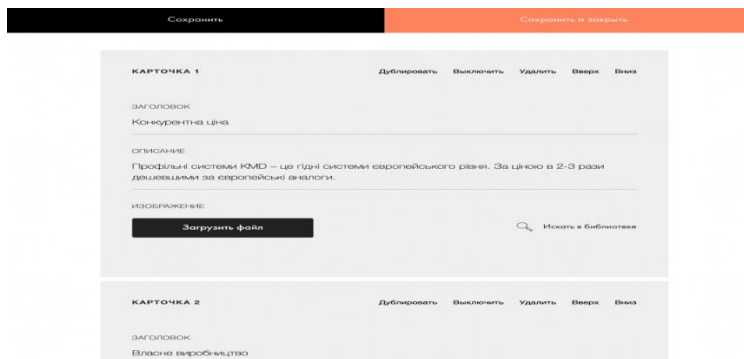 Сохранить Сохранить и закрыть
КАРТОЧКА 1 Дублировать Выключить Удалить Вверх Вниз
ЗАГОЛОВОК
Конкурентна ціна
ОПИСАНИЕ
Профільні системи KMD – це гідні системи європейського рівня. За ціною в 2-3 рази
дешевшими за європейські аналоги.
ИЗОБРАЖЕНИЕ
Загрузить файл Искать в библиотеке
КАРТОЧКА 2 Дублировать Выключить Удалить Вверх Вниз
ЗАГОЛОВОК
Власне виробництво